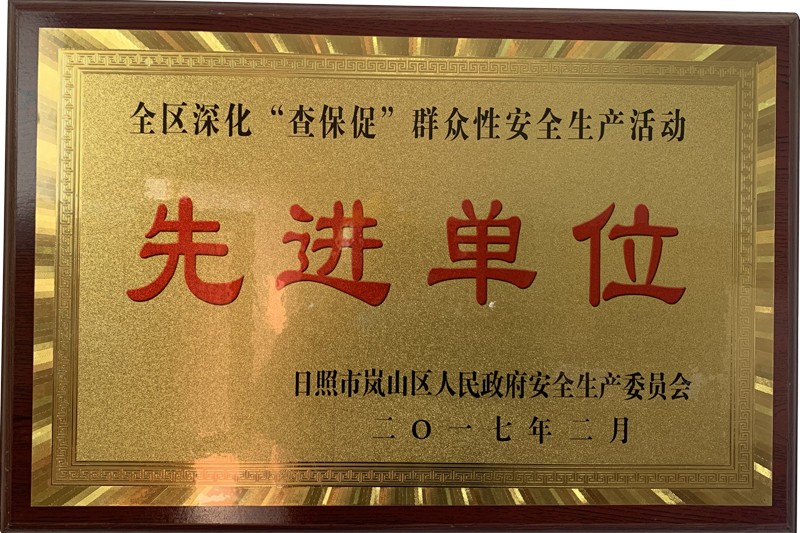 全区深化“查保促”群众性安全生产活动
先进单位
日照市岚山区人民政府安全生产委员会
二〇一七年二月